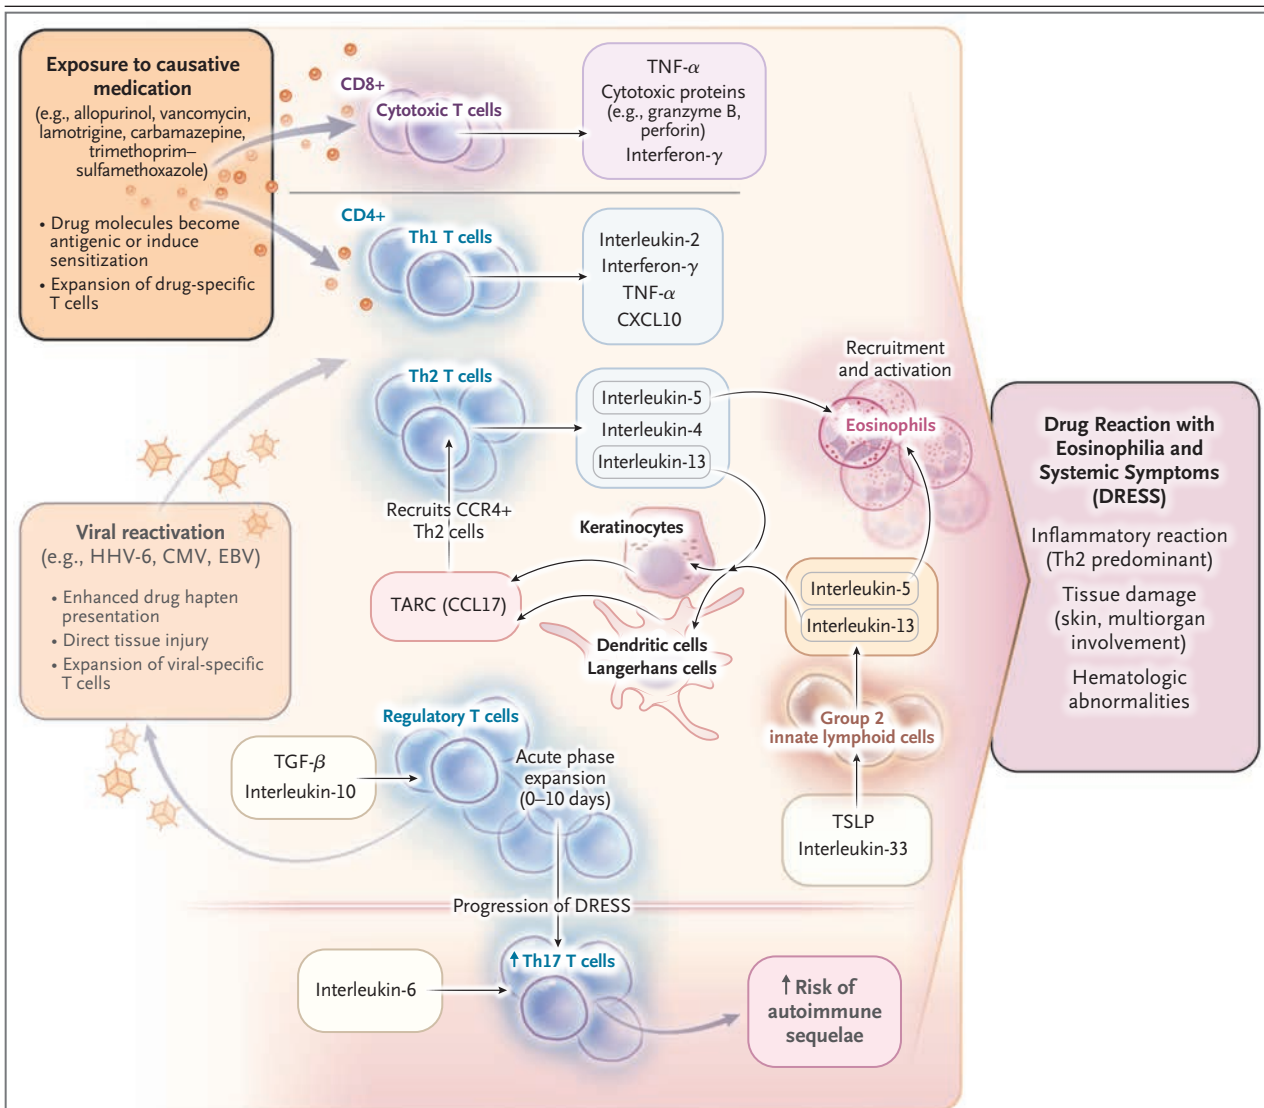 Exposure to causative
medication
(e.g., allopurinol, vancomycin,
lamotrigine, carbamazepine,
trimethoprim–
sulfamethoxazole)
• Drug molecules become
antigenic or induce
sensitization
• Expansion of drug-specific
T cells
CD8+
Cytotoxic T cells
TNF-α
Cytotoxic proteins
(e.g., granzyme B,
perforin)
Interferon-γ
CD4+
Th1 T cells
Interleukin-2
Interferon-γ
TNF-α
CXCL10
Th2 T cells
Interleukin-5
Interleukin-4
Interleukin-13
Recruitment
and activation
Eosinophils
Recruits CCR4+
Th2 cells
TARC (CCL17)
Keratinocytes
Dendritic cells
Langerhans cells
Interleukin-5
Interleukin-13
Group 2
innate lymphoid cells
TSLP
Interleukin-33
Viral reactivation
(e.g., HHV-6, CMV, EBV)
• Enhanced drug hapten
presentation
• Direct tissue injury
• Expansion of viral-specific
T cells
Regulatory T cells
TGF-β
Interleukin-10
Acute phase
expansion
(0–10 days)
Progression of DRESS
↑Th17 T cells
Interleukin-6
↑Risk of
autoimmune
sequelae
Drug Reaction with
Eosinophilia and
Systemic Symptoms
(DRESS)
Inflammatory reaction
(Th2 predominant)
Tissue damage
(skin, multiorgan
involvement)
Hematologic
abnormalities